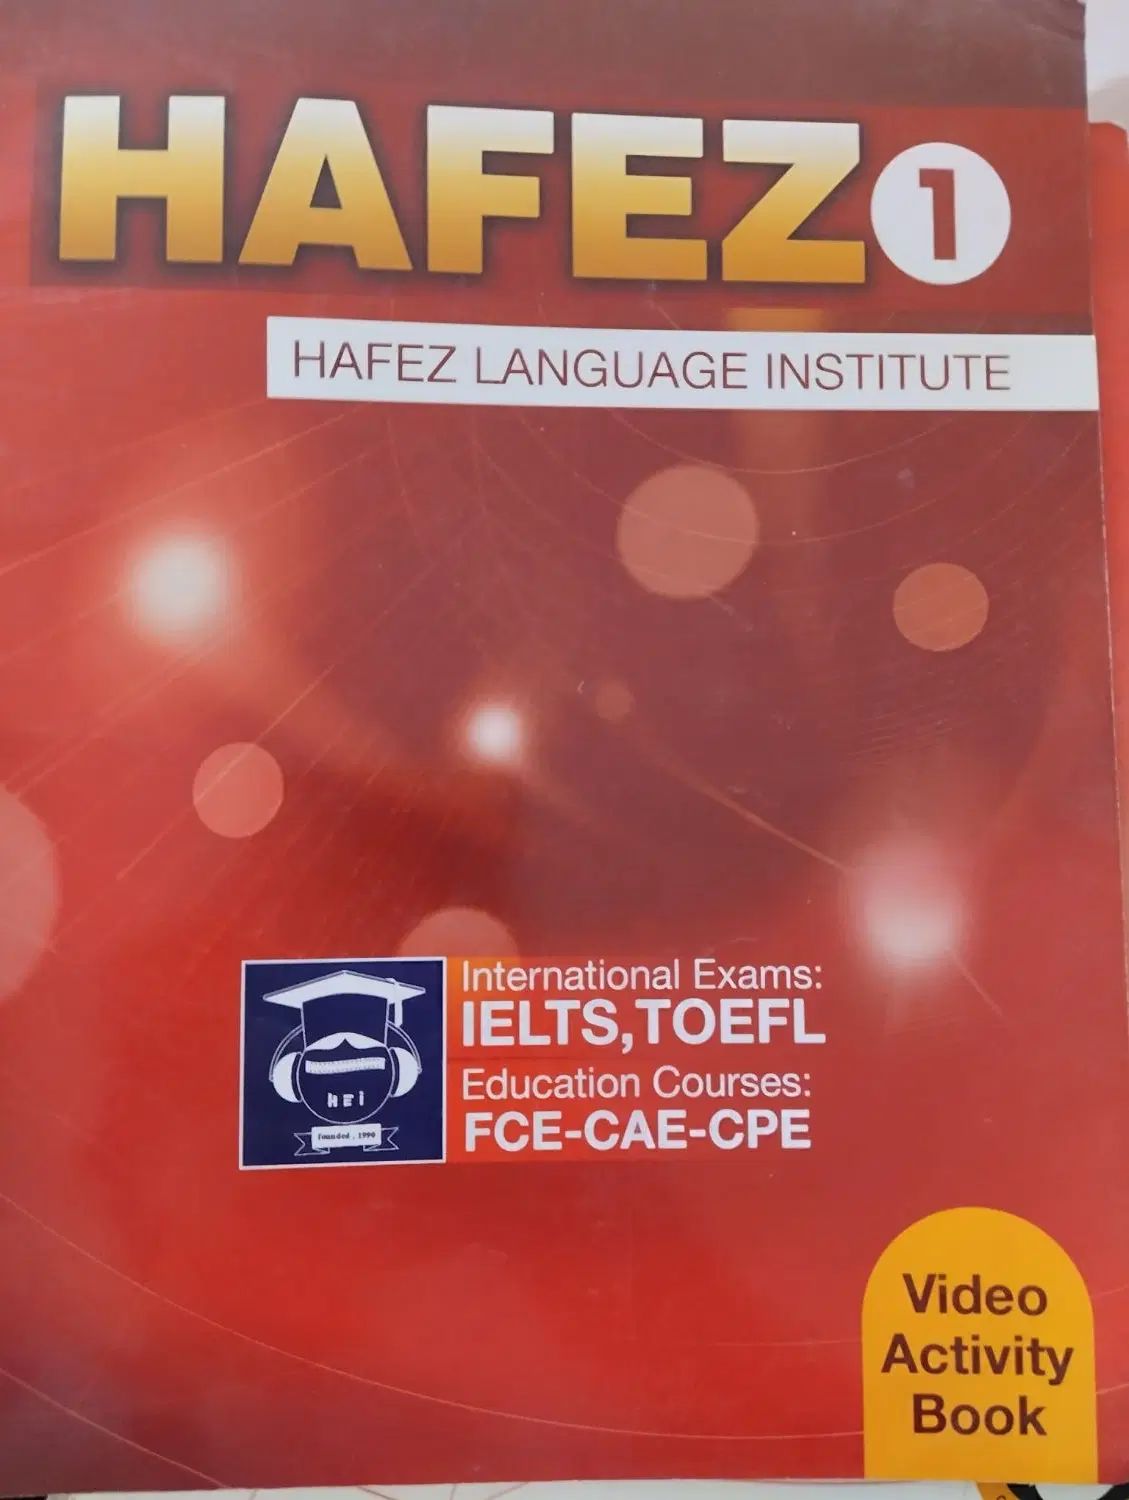 HAFEZ 1
HAFEZ LANGUAGE INSTITUTE
International Exams:
IELTS,TOEFL
Education Courses:
FCE-CAE-CPE
HEi
founded , 1990
Video
Activity
Book